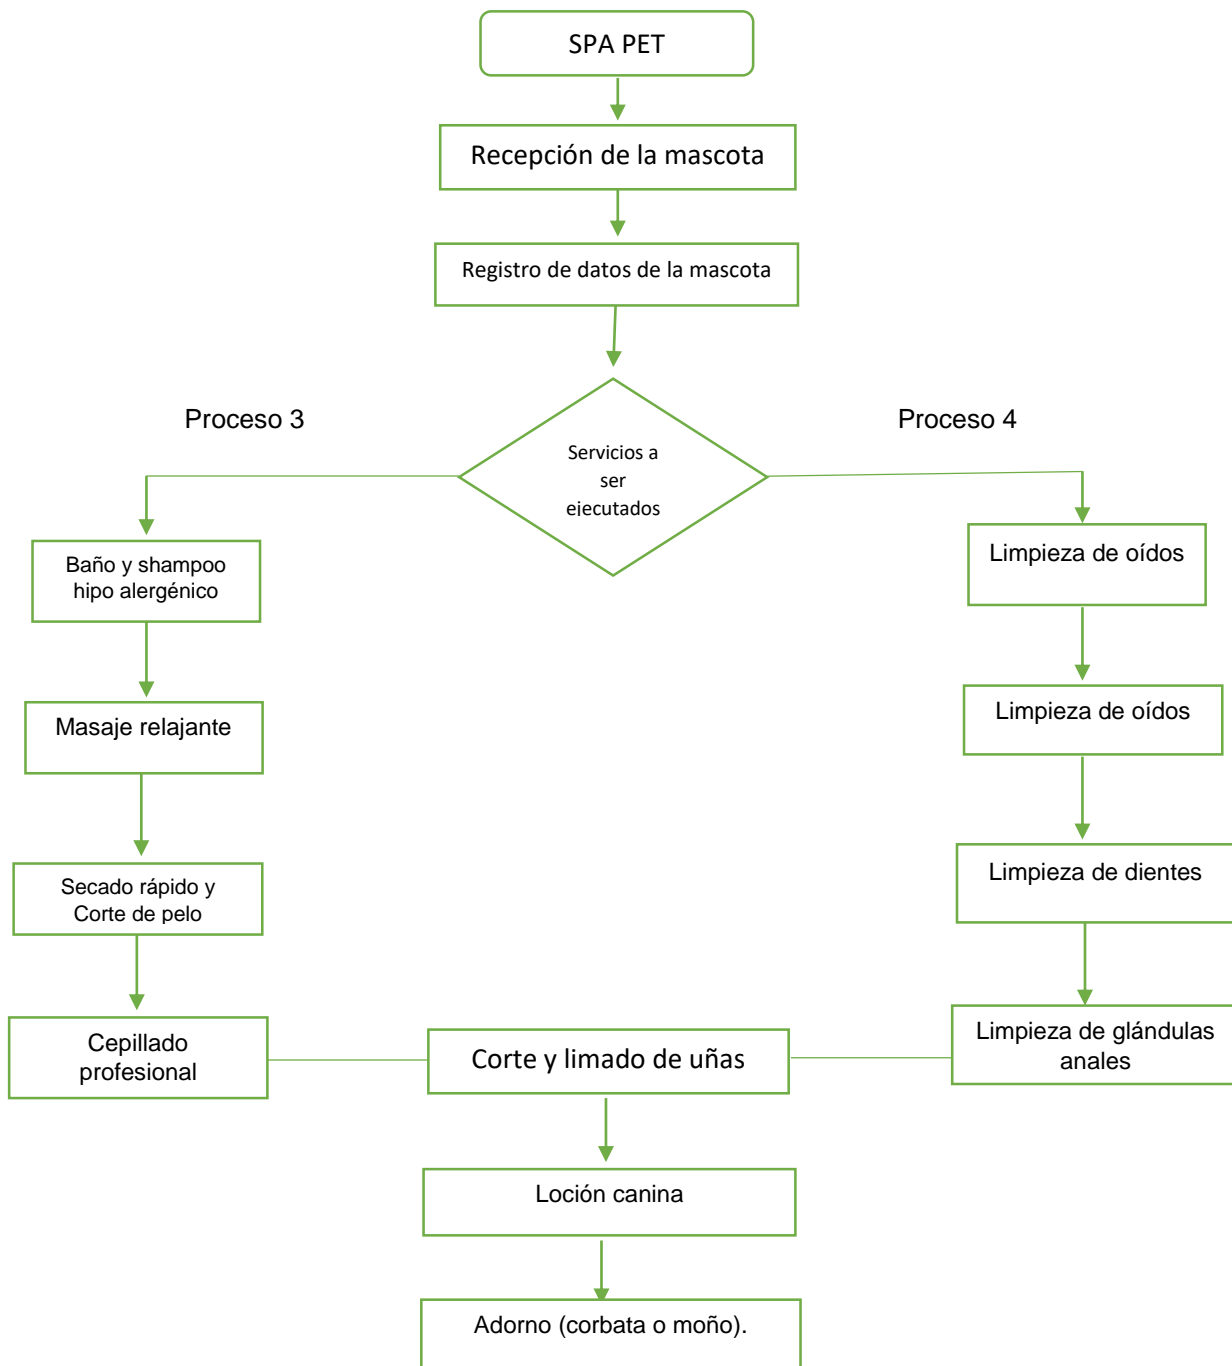 SPA PET
Recepción de la mascota
Registro de datos de la mascota
Proceso 3
Proceso 4
Servicios a
ser
ejecutados
Baño y shampoo
hipo alergénico
Masaje relajante
Secado rápido y
Corte de pelo
Cepillado
profesional
Limpieza de oídos
Limpieza de oídos
Limpieza de dientes
Limpieza de glándulas
anales
Corte y limado de uñas
Loción canina
Adorno (corbata o moño).